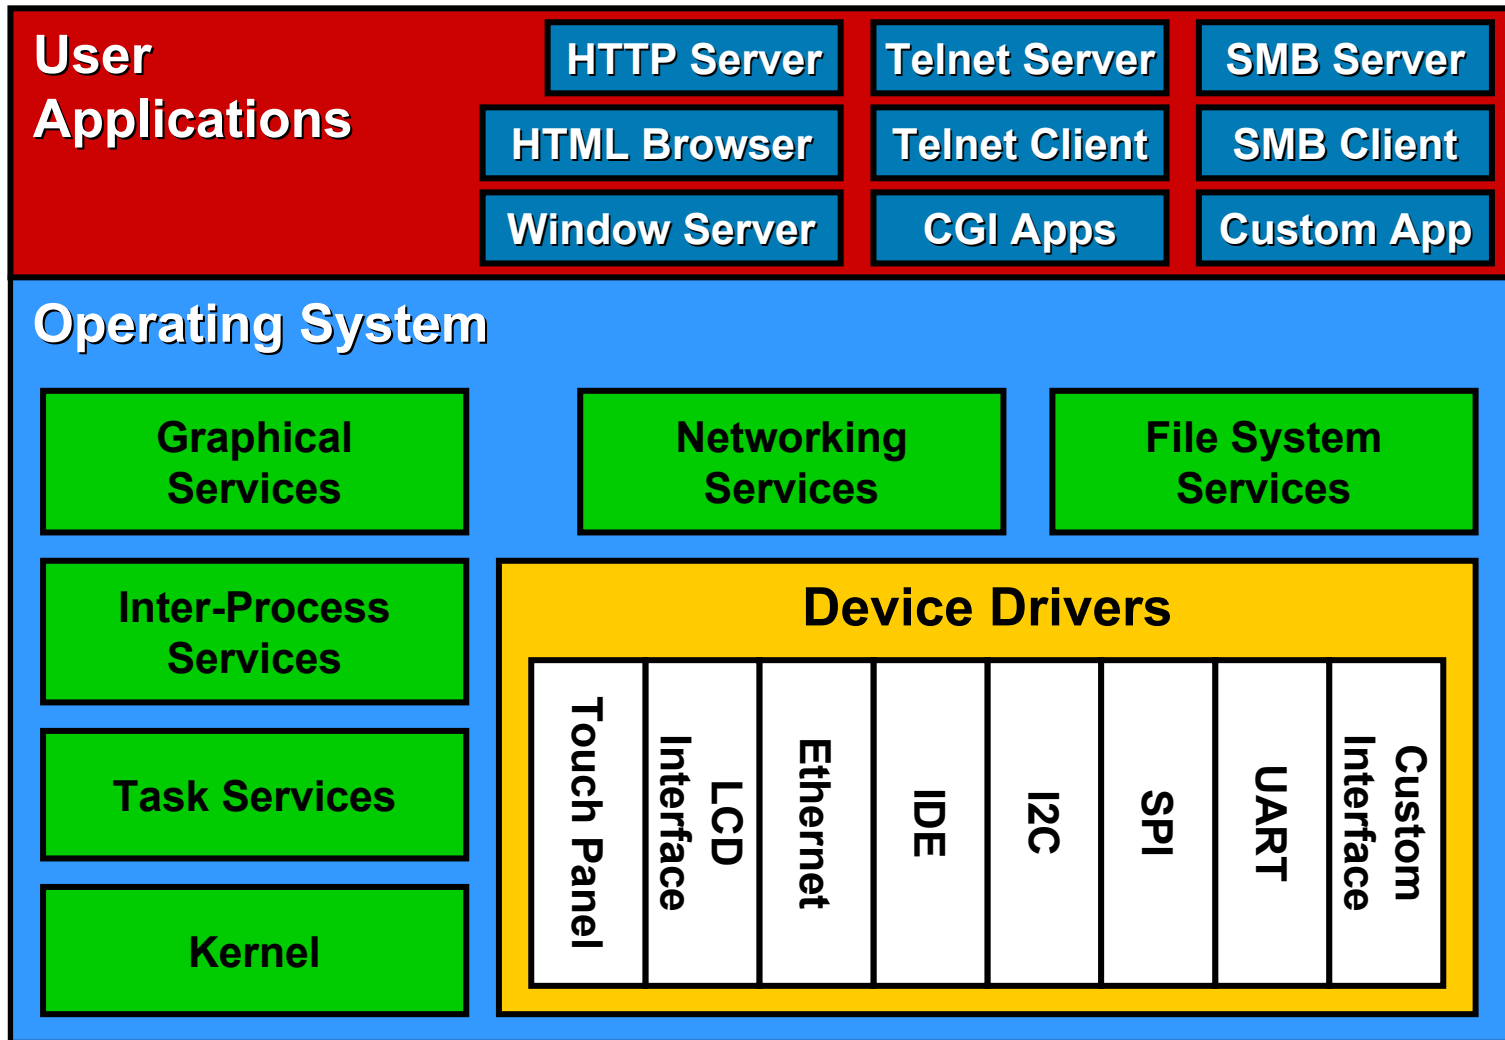 User
Applications
HTTP Server
Telnet Server
SMB Server
HTML Browser
Telnet Client
SMB Client
Window Server
CGI Apps
Custom App
Operating System
Graphical
Services
Networking
Services
File System
Services
Inter-Process
Services
Task Services
Kernel
Device Drivers
Touch Panel
LCD
Interface
Ethernet
IDE
I2C
SPI
UART
Custom
Interface